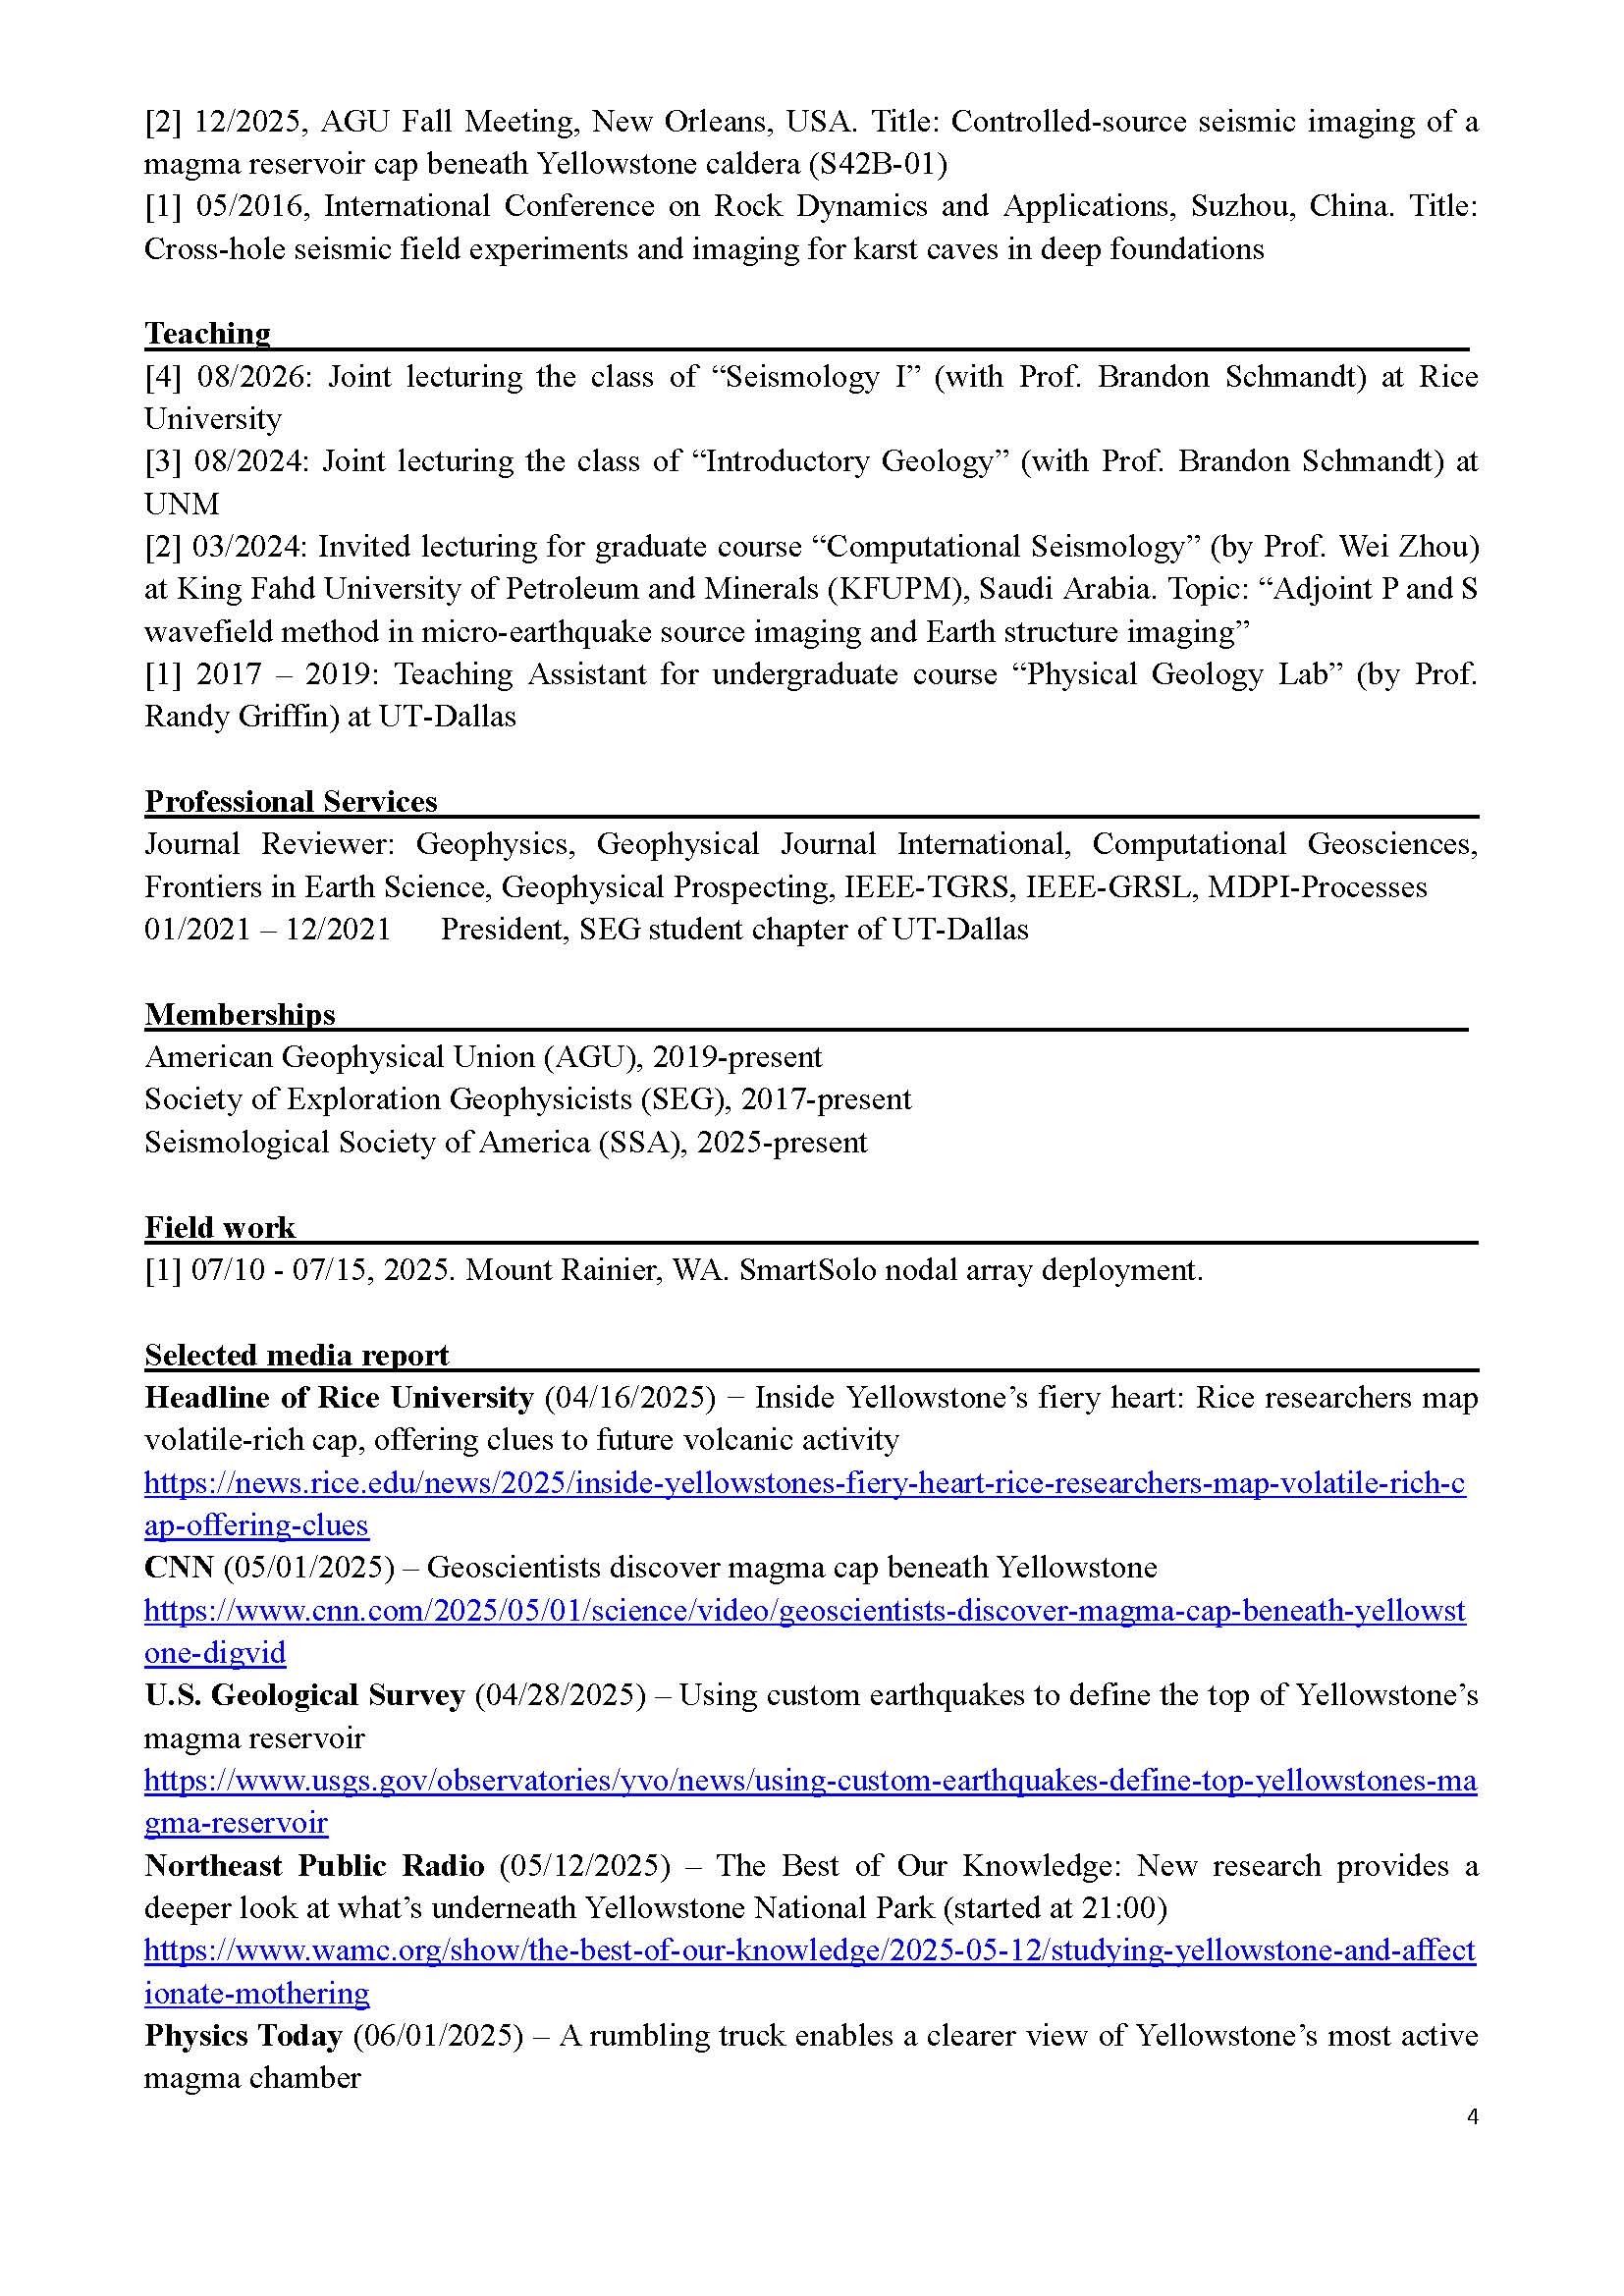 [2] 12/2025, AGU Fall Meeting, New Orleans, USA. Title: Controlled-source seismic imaging of a
magma reservoir cap beneath Yellowstone caldera (S42B-01)
[1] 05/2016, International Conference on Rock Dynamics and Applications, Suzhou, China. Title:
Cross-hole seismic field experiments and imaging for karst caves in deep foundations
Teaching
[4] 08/2026: Joint lecturing the class of “Seismology I” (with Prof. Brandon Schmandt) at Rice
University
[3] 08/2024: Joint lecturing the class of “Introductory Geology” (with Prof. Brandon Schmandt) at
UNM
[2] 03/2024: Invited lecturing for graduate course “Computational Seismology” (by Prof. Wei Zhou)
at King Fahd University of Petroleum and Minerals (KFUPM), Saudi Arabia. Topic: “Adjoint P and S
wavefield method in micro-earthquake source imaging and Earth structure imaging”
[1] 2017 – 2019: Teaching Assistant for undergraduate course “Physical Geology Lab” (by Prof.
Randy Griffin) at UT-Dallas
Professional Services
Journal Reviewer: Geophysics, Geophysical Journal International, Computational Geosciences,
Frontiers in Earth Science, Geophysical Prospecting, IEEE-TGRS, IEEE-GRSL, MDPI-Processes
01/2021 – 12/2021 President, SEG student chapter of UT-Dallas
Memberships
American Geophysical Union (AGU), 2019-present
Society of Exploration Geophysicists (SEG), 2017-present
Seismological Society of America (SSA), 2025-present
Field work
[1] 07/10 - 07/15, 2025. Mount Rainier, WA. SmartSolo nodal array deployment.
Selected media report
Headline of Rice University (04/16/2025) − Inside Yellowstone’s fiery heart: Rice researchers map
volatile-rich cap, offering clues to future volcanic activity
https://news.rice.edu/news/2025/inside-yellowstones-fiery-heart-rice-researchers-map-volatile-rich-c
ap-offering-clues
CNN (05/01/2025) – Geoscientists discover magma cap beneath Yellowstone
https://www.cnn.com/2025/05/01/science/video/geoscientists-discover-magma-cap-beneath-yellowst
one-digvid
U.S. Geological Survey (04/28/2025) – Using custom earthquakes to define the top of Yellowstone’s
magma reservoir
https://www.usgs.gov/observatories/yvo/news/using-custom-earthquakes-define-top-yellowstones-ma
gma-reservoir
Northeast Public Radio (05/12/2025) – The Best of Our Knowledge: New research provides a
deeper look at what’s underneath Yellowstone National Park (started at 21:00)
https://www.wamc.org/show/the-best-of-our-knowledge/2025-05-12/studying-yellowstone-and-affect
ionate-mothering
Physics Today (06/01/2025) – A rumbling truck enables a clearer view of Yellowstone’s most active
magma chamber
4